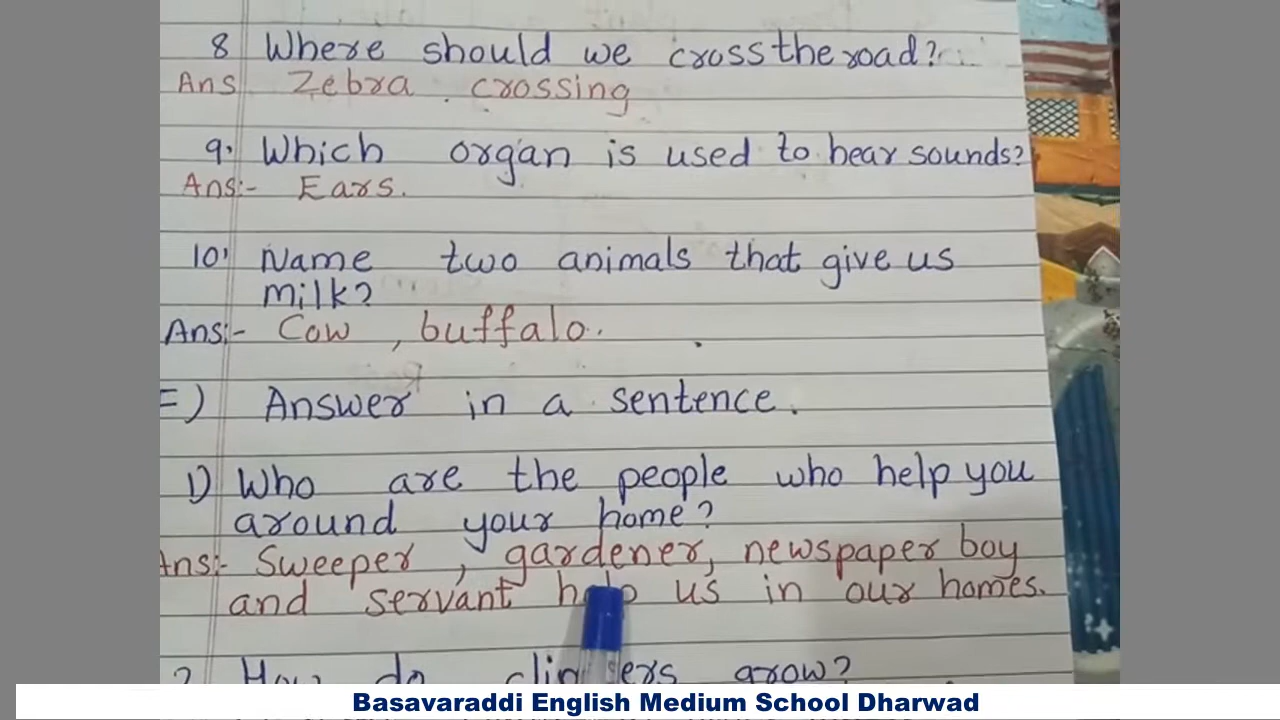 8 Where should we cross the road?
Ans Zebra crossing
9. Which organ is used to hear sounds?
Ans:- Ears.
10. Name two animals that give us
milk?
Ans:- Cow, buffalo.
) Answer in a sentence.
1) Who are the people who help you
around your home?
Ans:- Sweeper, gardener, newspaper boy
and servant help us in our homes.
How do climbers grow?
Basavaraddi English Medium School Dharwad